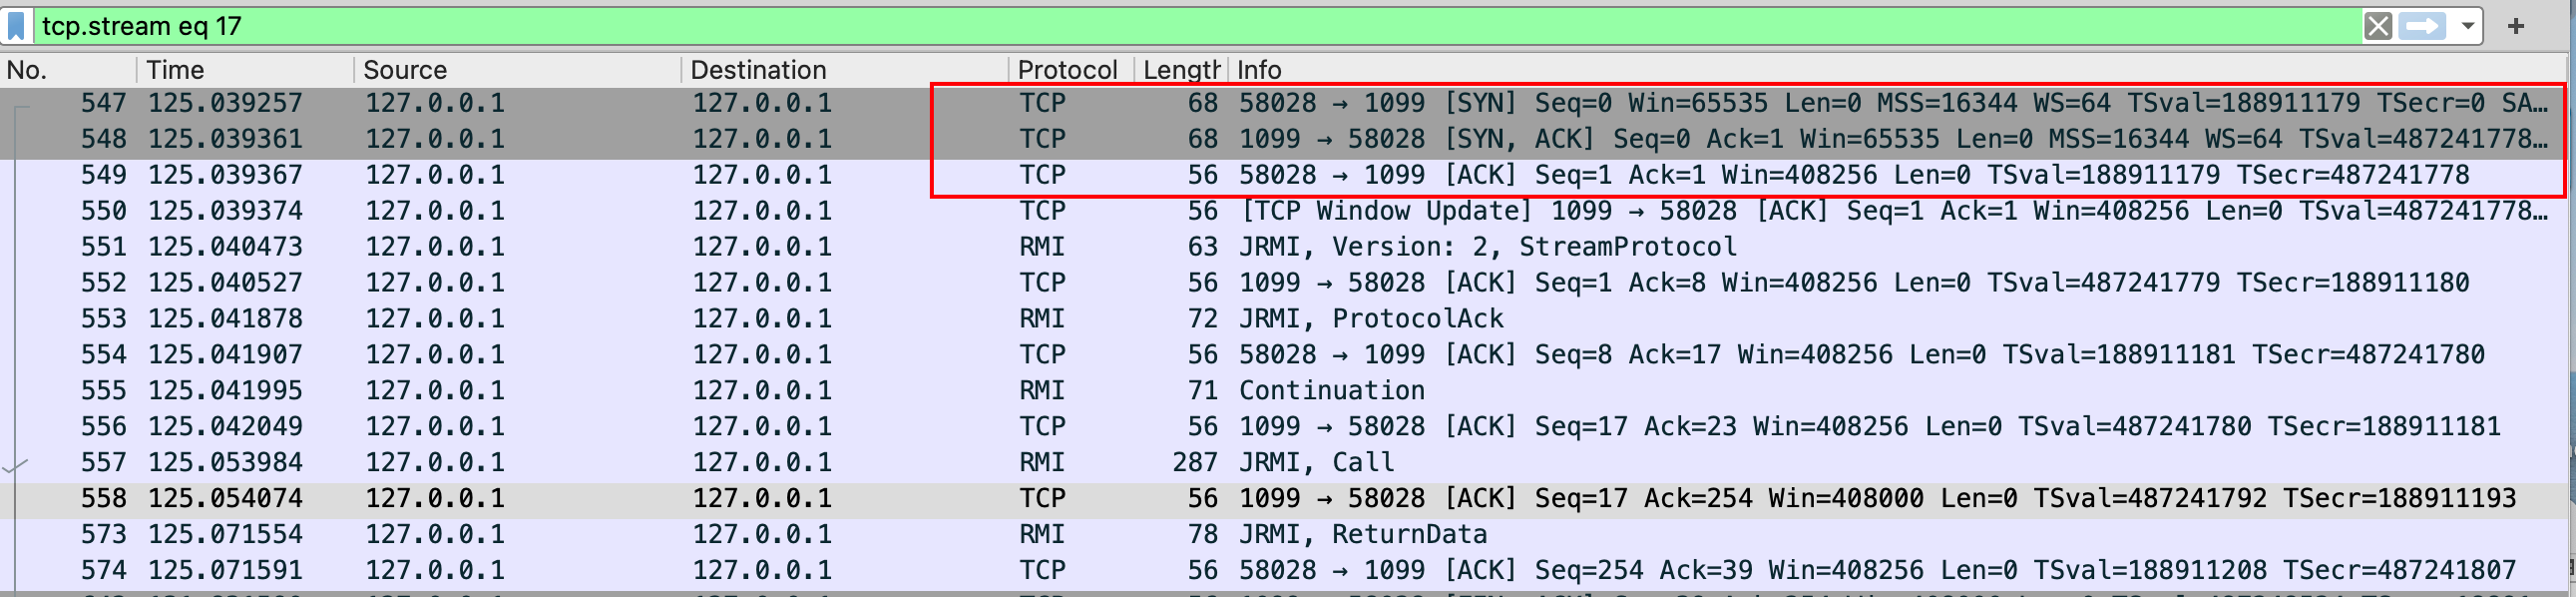 tcp.stream eq 17
No. Time Source Destination Protocol Length Info
547 125.039257 127.0.0.1 127.0.0.1 TCP 68 58028 → 1099 [SYN] Seq=0 Win=65535 Len=0 MSS=16344 WS=64 TSval=188911179 TSecr=0 SA…
548 125.039361 127.0.0.1 127.0.0.1 TCP 68 1099 → 58028 [SYN, ACK] Seq=0 Ack=1 Win=65535 Len=0 MSS=16344 WS=64 TSval=487241778…
549 125.039367 127.0.0.1 127.0.0.1 TCP 56 58028 → 1099 [ACK] Seq=1 Ack=1 Win=408256 Len=0 TSval=188911179 TSecr=487241778
550 125.039374 127.0.0.1 127.0.0.1 TCP 56 [TCP Window Update] 1099 → 58028 [ACK] Seq=1 Ack=1 Win=408256 Len=0 TSval=487241778…
551 125.040473 127.0.0.1 127.0.0.1 RMI 63 JRMI, Version: 2, StreamProtocol
552 125.040527 127.0.0.1 127.0.0.1 TCP 56 1099 → 58028 [ACK] Seq=1 Ack=8 Win=408256 Len=0 TSval=487241779 TSecr=188911180
553 125.041878 127.0.0.1 127.0.0.1 RMI 72 JRMI, ProtocolAck
554 125.041907 127.0.0.1 127.0.0.1 TCP 56 58028 → 1099 [ACK] Seq=8 Ack=17 Win=408256 Len=0 TSval=188911181 TSecr=487241780
555 125.041995 127.0.0.1 127.0.0.1 RMI 71 Continuation
556 125.042049 127.0.0.1 127.0.0.1 TCP 56 1099 → 58028 [ACK] Seq=17 Ack=23 Win=408256 Len=0 TSval=487241780 TSecr=188911181
557 125.053984 127.0.0.1 127.0.0.1 RMI 287 JRMI, Call
558 125.054074 127.0.0.1 127.0.0.1 TCP 56 1099 → 58028 [ACK] Seq=17 Ack=254 Win=408000 Len=0 TSval=487241792 TSecr=188911193
573 125.071554 127.0.0.1 127.0.0.1 RMI 78 JRMI, ReturnData
574 125.071591 127.0.0.1 127.0.0.1 TCP 56 58028 → 1099 [ACK] Seq=254 Ack=39 Win=408256 Len=0 TSval=188911208 TSecr=487241807